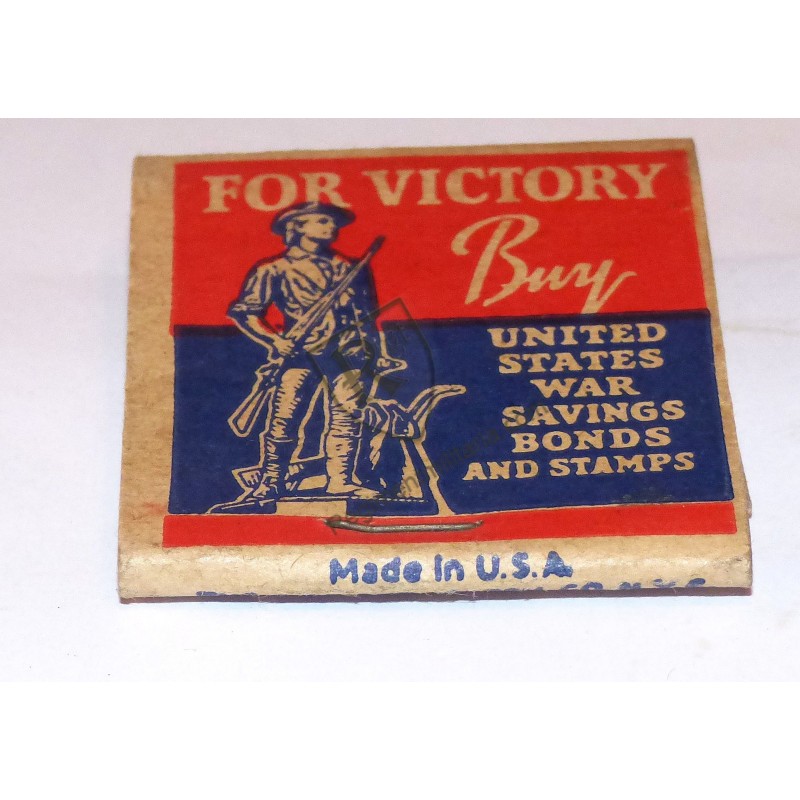 FOR VICTORY
Buy
UNITED
STATES
WAR
SAVINGS
BONDS
AND STAMPS
Made in U.S.A.